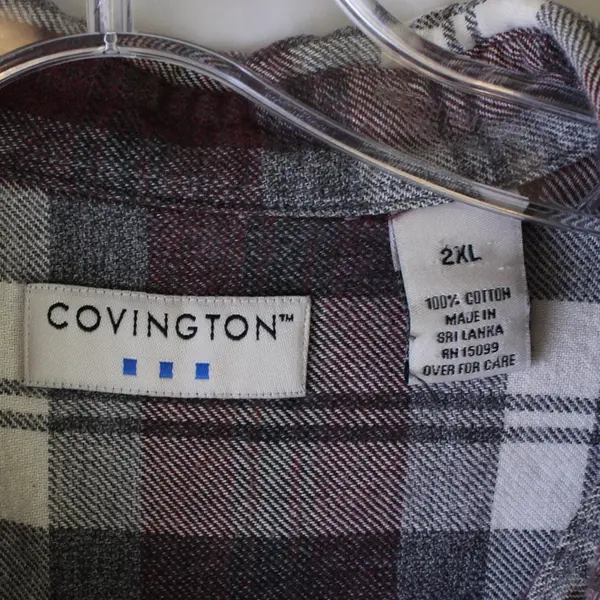 COVINGTON™
2XL
100% COTTON
MADE IN
SRI LANKA
RN 15099
OVER FOR CARE